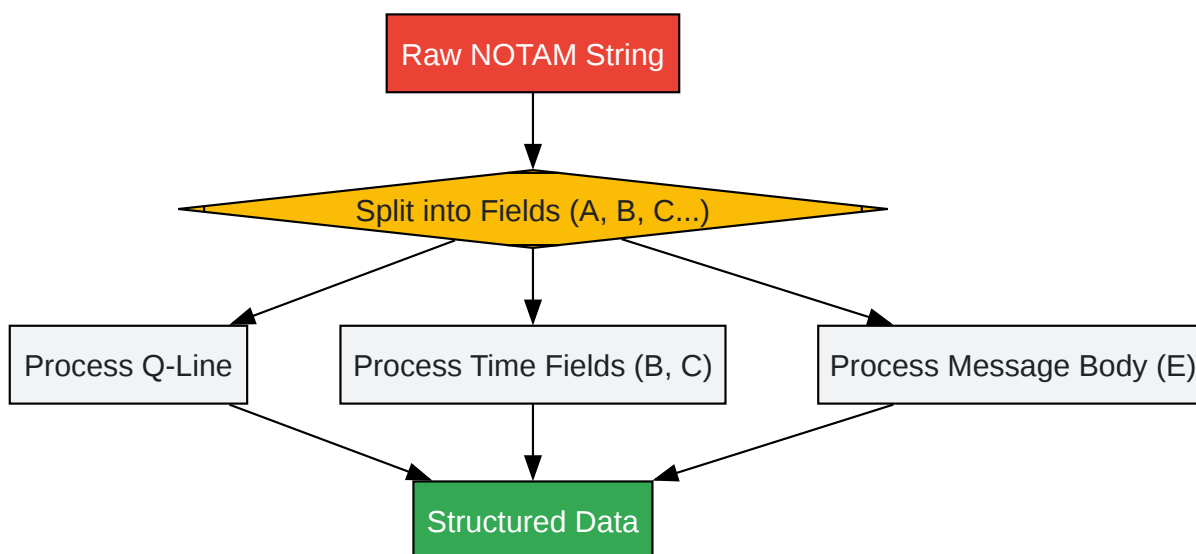 Raw NOTAM String
Split into Fields (A, B, C...)
Process Q-Line
Process Time Fields (B, C)
Process Message Body (E)
Structured Data